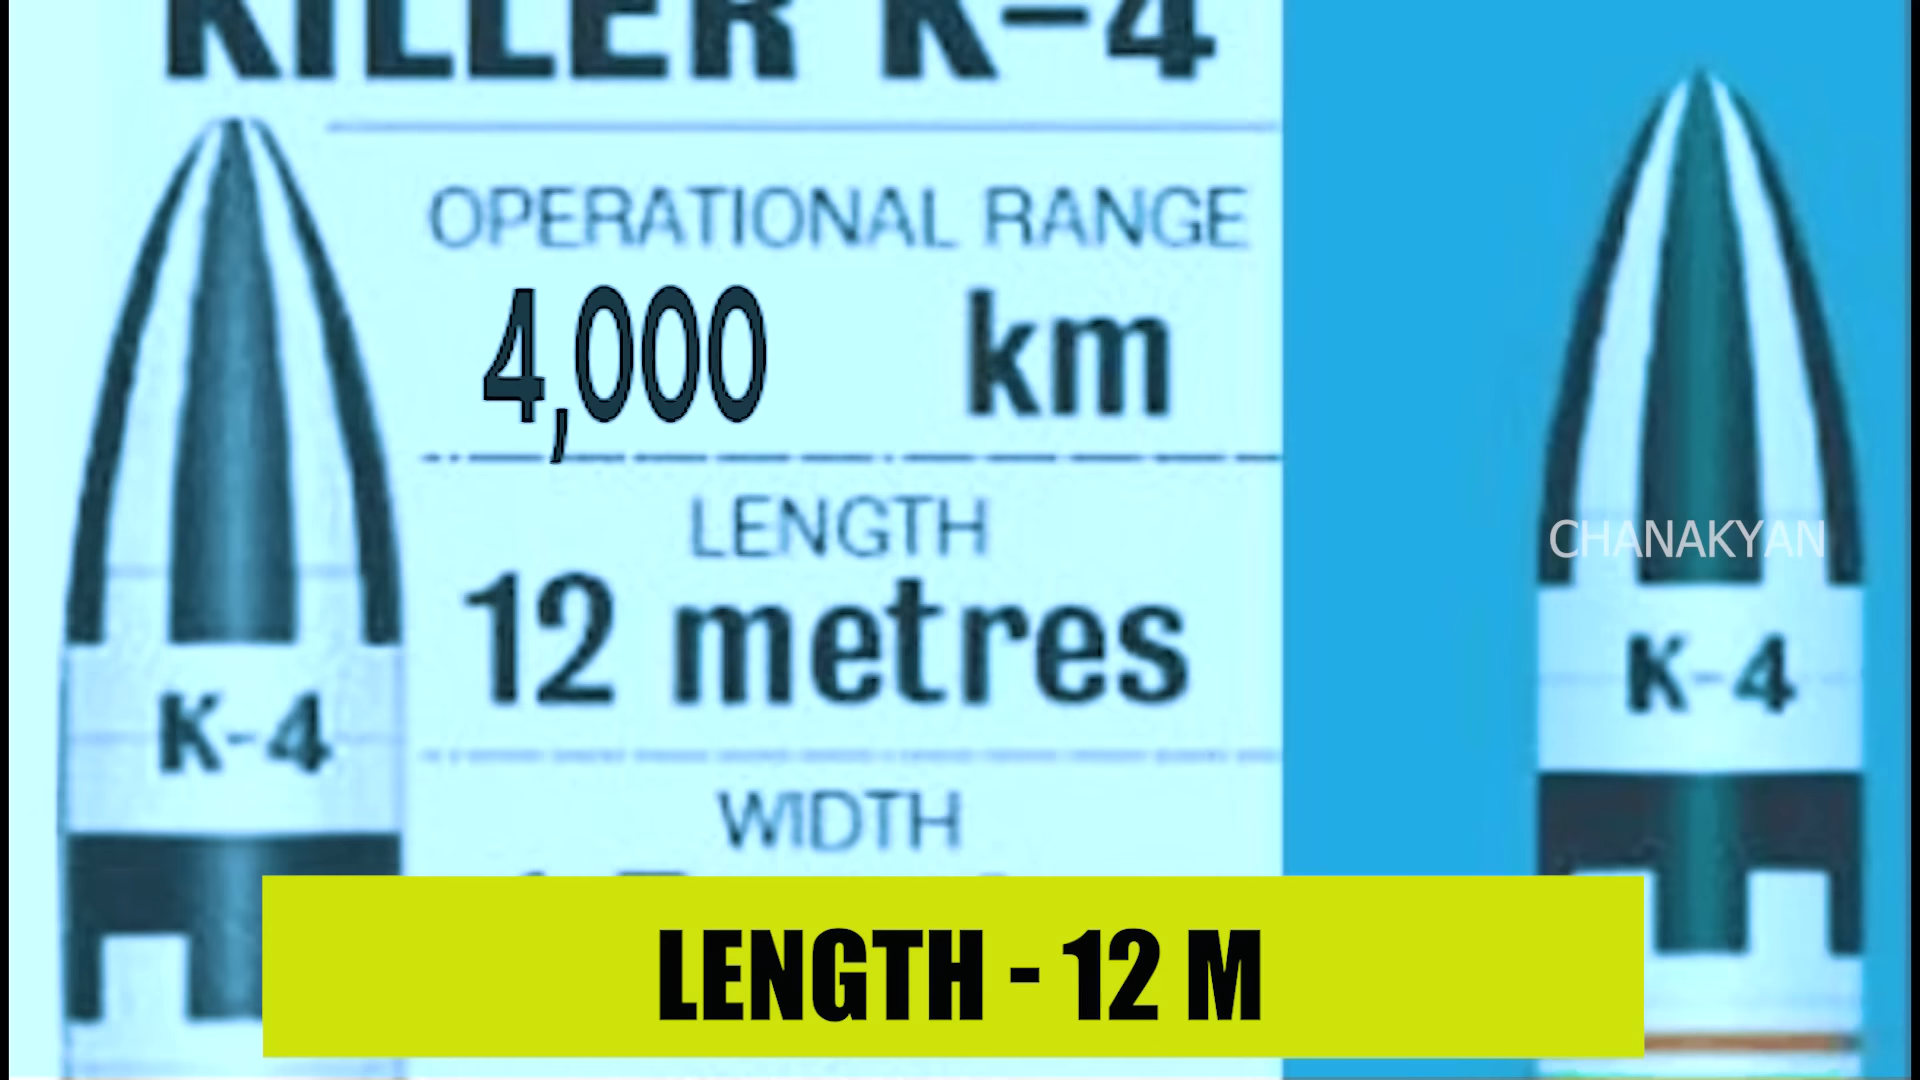 KILLER K-4
OPERATIONAL RANGE
4,000 km
LENGTH
12 metres
WIDTH
K-4
CHANAKYAN
K-4
LENGTH - 12 M